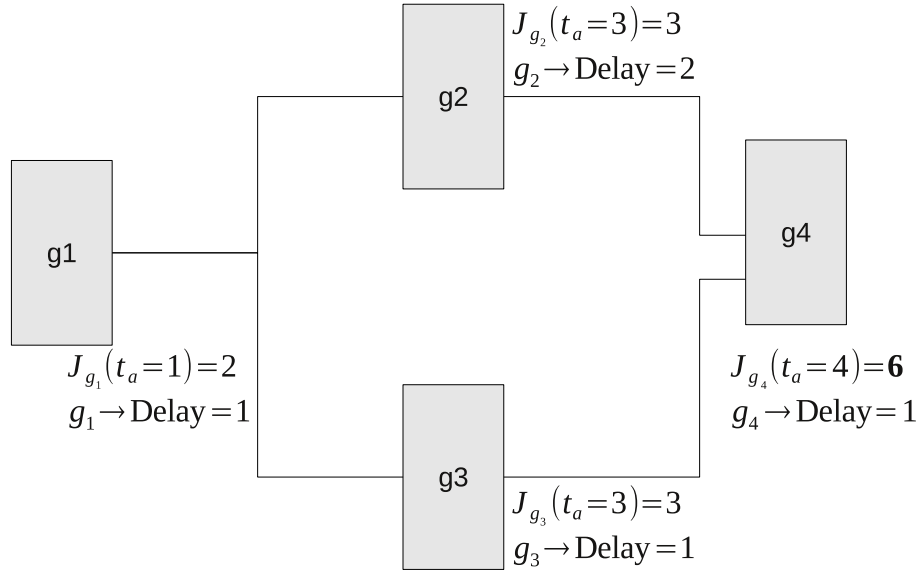 J_{g_2}(t_a=3)=3
g_2→Delay=2
g2
g1
g4
J_{g_1}(t_a=1)=2
g_1→Delay=1
J_{g_4}(t_a=4)=6
g_4→Delay=1
g3
J_{g_3}(t_a=3)=3
g_3→Delay=1